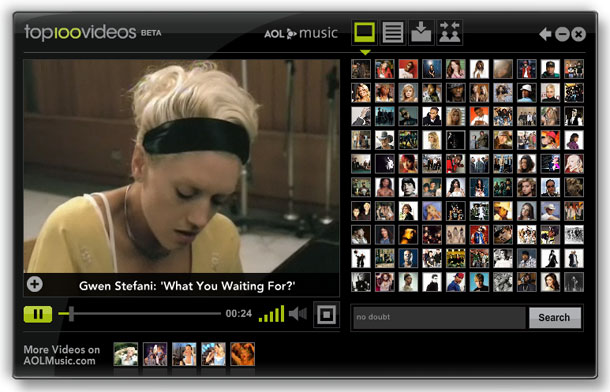 top100videos BETA
AOL music
Gwen Stefani: 'What You Waiting For?'
00:24
no doubt
Search
More Videos on
AOLMusic.com